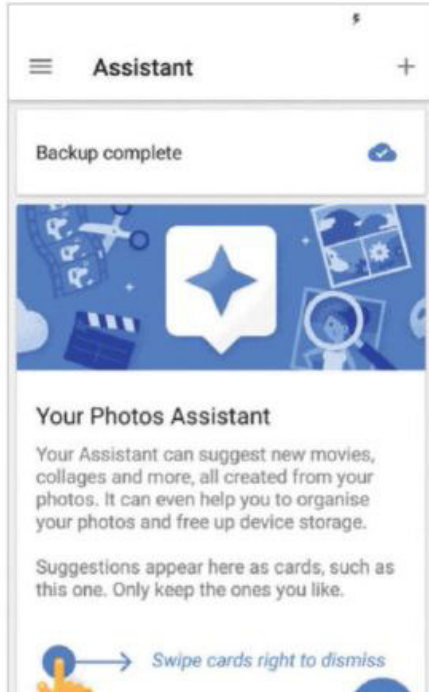 Assistant
Backup complete
Your Photos Assistant
Your Assistant can suggest new movies,
collages and more, all created from your
photos. It can even help you to organise
your photos and free up device storage.
Suggestions appear here as cards, such as
this one. Only keep the ones you like.
Swipe cards right to dismiss